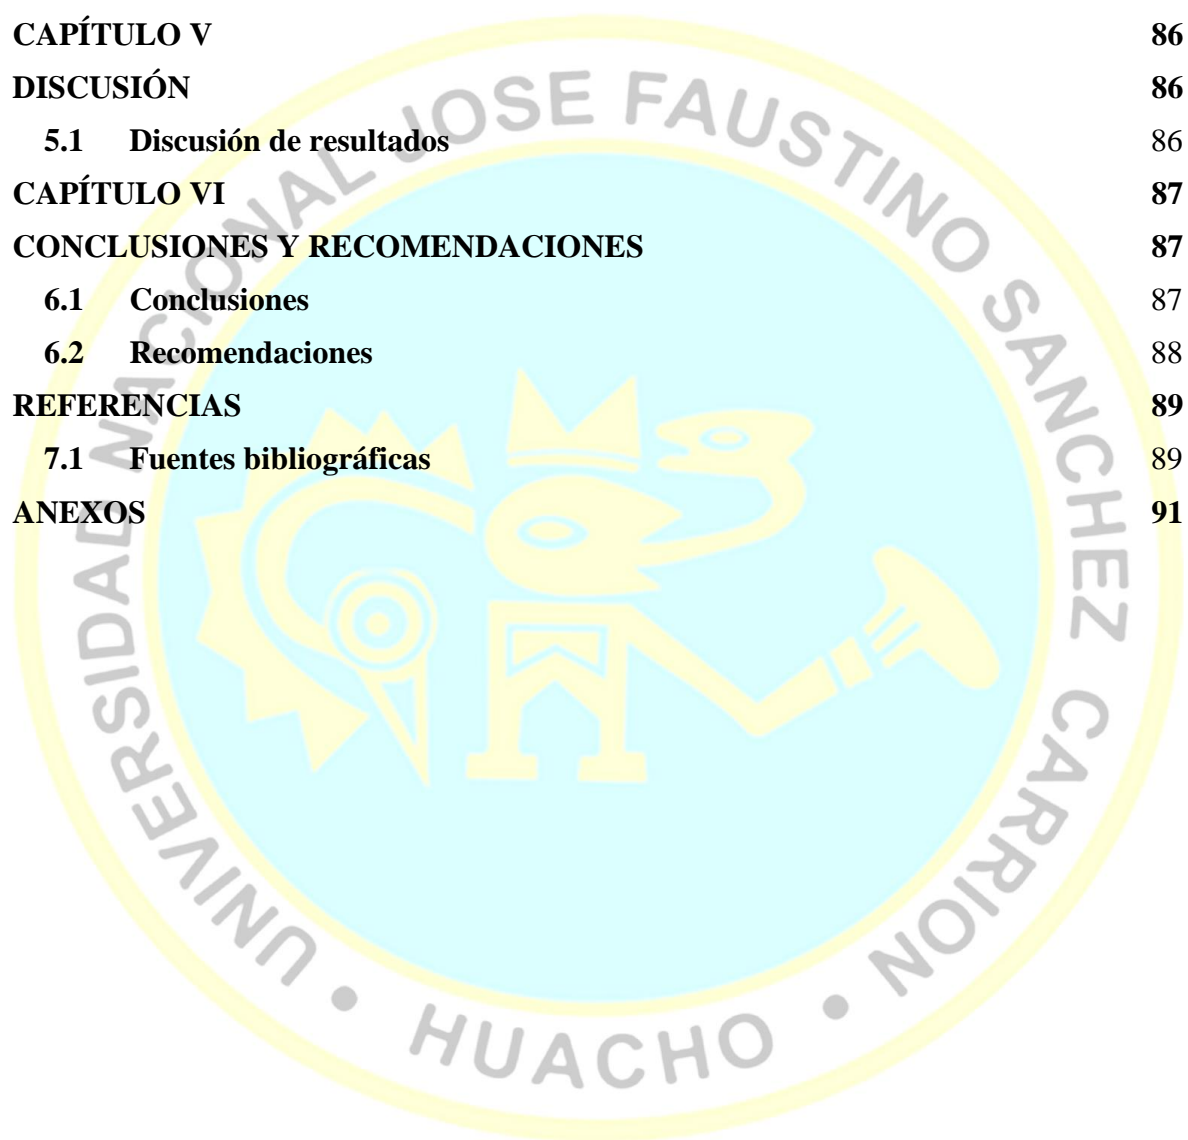 CAPÍTULO V 86
DISCUSIÓN 86
5.1 Discusión de resultados 86
CAPÍTULO VI 87
CONCLUSIONES Y RECOMENDACIONES 87
6.1 Conclusiones 87
6.2 Recomendaciones 88
REFERENCIAS 89
7.1 Fuentes bibliográficas 89
ANEXOS 91
UNIVERSIDAD NACIONAL JOSE FAUSTINO SANCHEZ CARRION • HUACHO •